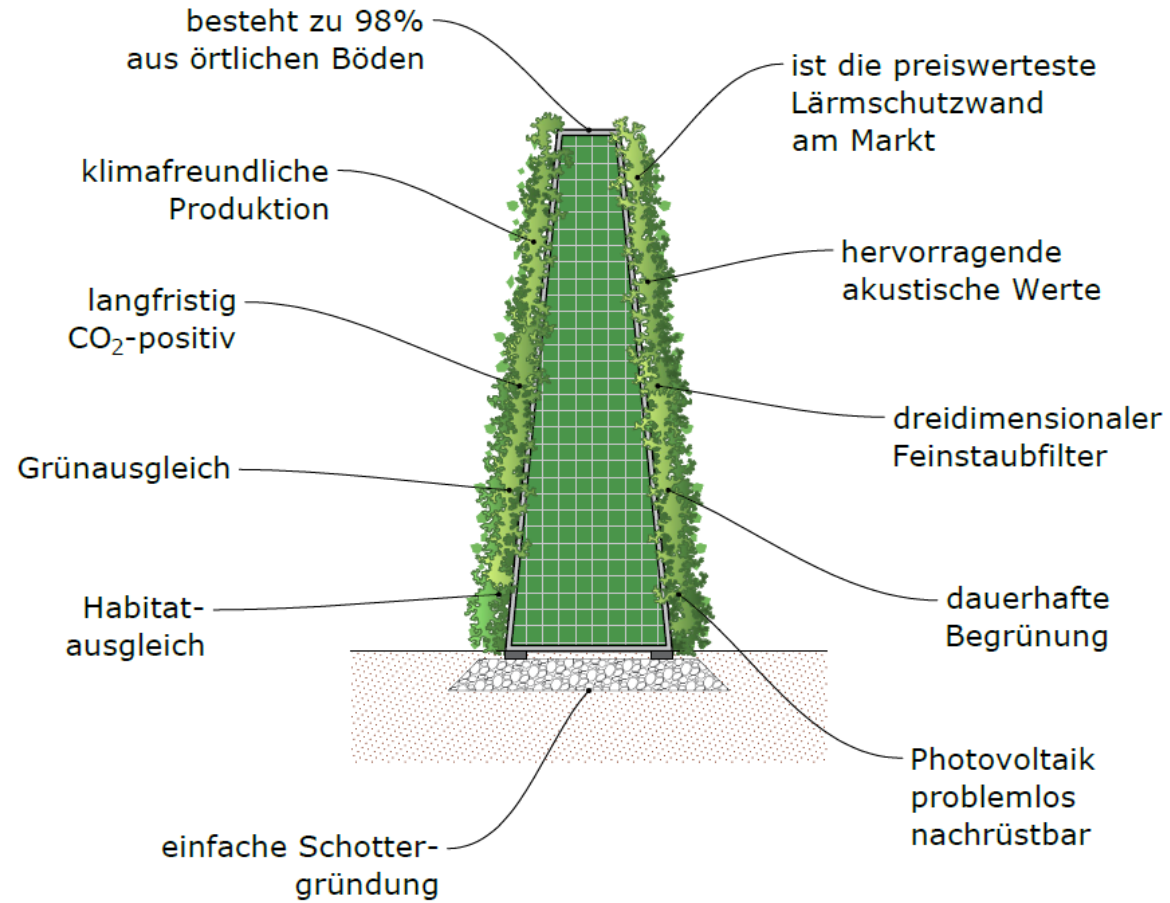 besteht zu 98%
aus örtlichen Böden
klimafreundliche
Produktion
langfristig
CO₂-positiv
Grünausgleich
Habitat-
ausgleich
einfache Schotter-
gründung
ist die preiswerteste
Lärmschutzwand
am Markt
hervorragende
akustische Werte
dreidimensionaler
Feinstaubfilter
dauerhafte
Begrünung
Photovoltaik
problemlos
nachrüstbar